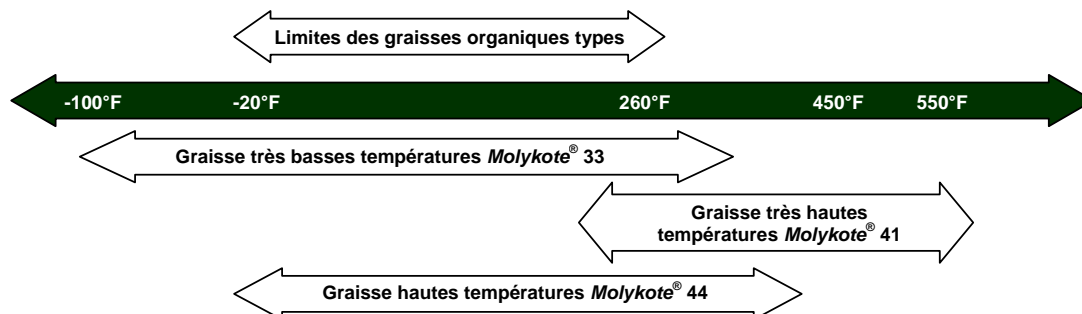 Limites des graisses organiques types
-100°F -20°F 260°F 450°F 550°F
Graisse très basses températures Molykote® 33
Graisse très hautes
températures Molykote® 41
Graisse hautes températures Molykote® 44